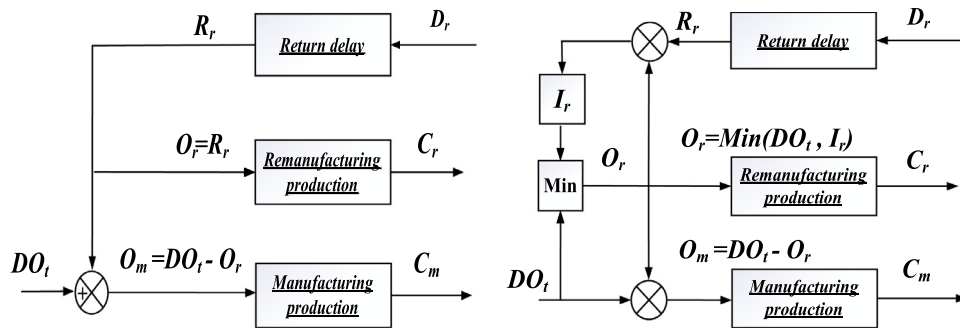 R_r
Return delay
D_r
O_r=R_r
Remanufacturing production
C_r
DO_t
+
O_m=DO_t - O_r
Manufacturing production
C_m
R_r
Return delay
D_r
I_r
Min
O_r
O_r=Min(DO_t , I_r)
Remanufacturing production
C_r
DO_t
O_m=DO_t - O_r
Manufacturing production
C_m